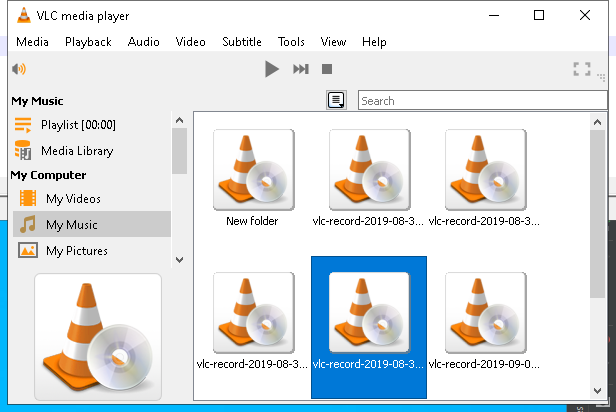 VLC media player
Media Playback Audio Video Subtitle Tools View Help
Search
My Music
Playlist [00:00]
Media Library
My Computer
My Videos
My Music
My Pictures
New folder vlc-record-2019-08-3... vlc-record-2019-08-3...
vlc-record-2019-08-3... vlc-record-2019-08-3... vlc-record-2019-09-0...